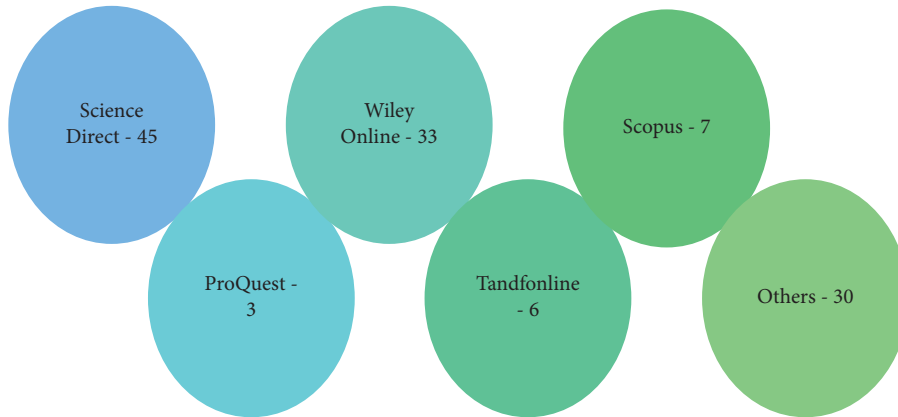 Science
Direct - 45
Wiley
Online - 33
Scopus - 7
ProQuest -
3
Tandfonline
- 6
Others - 30